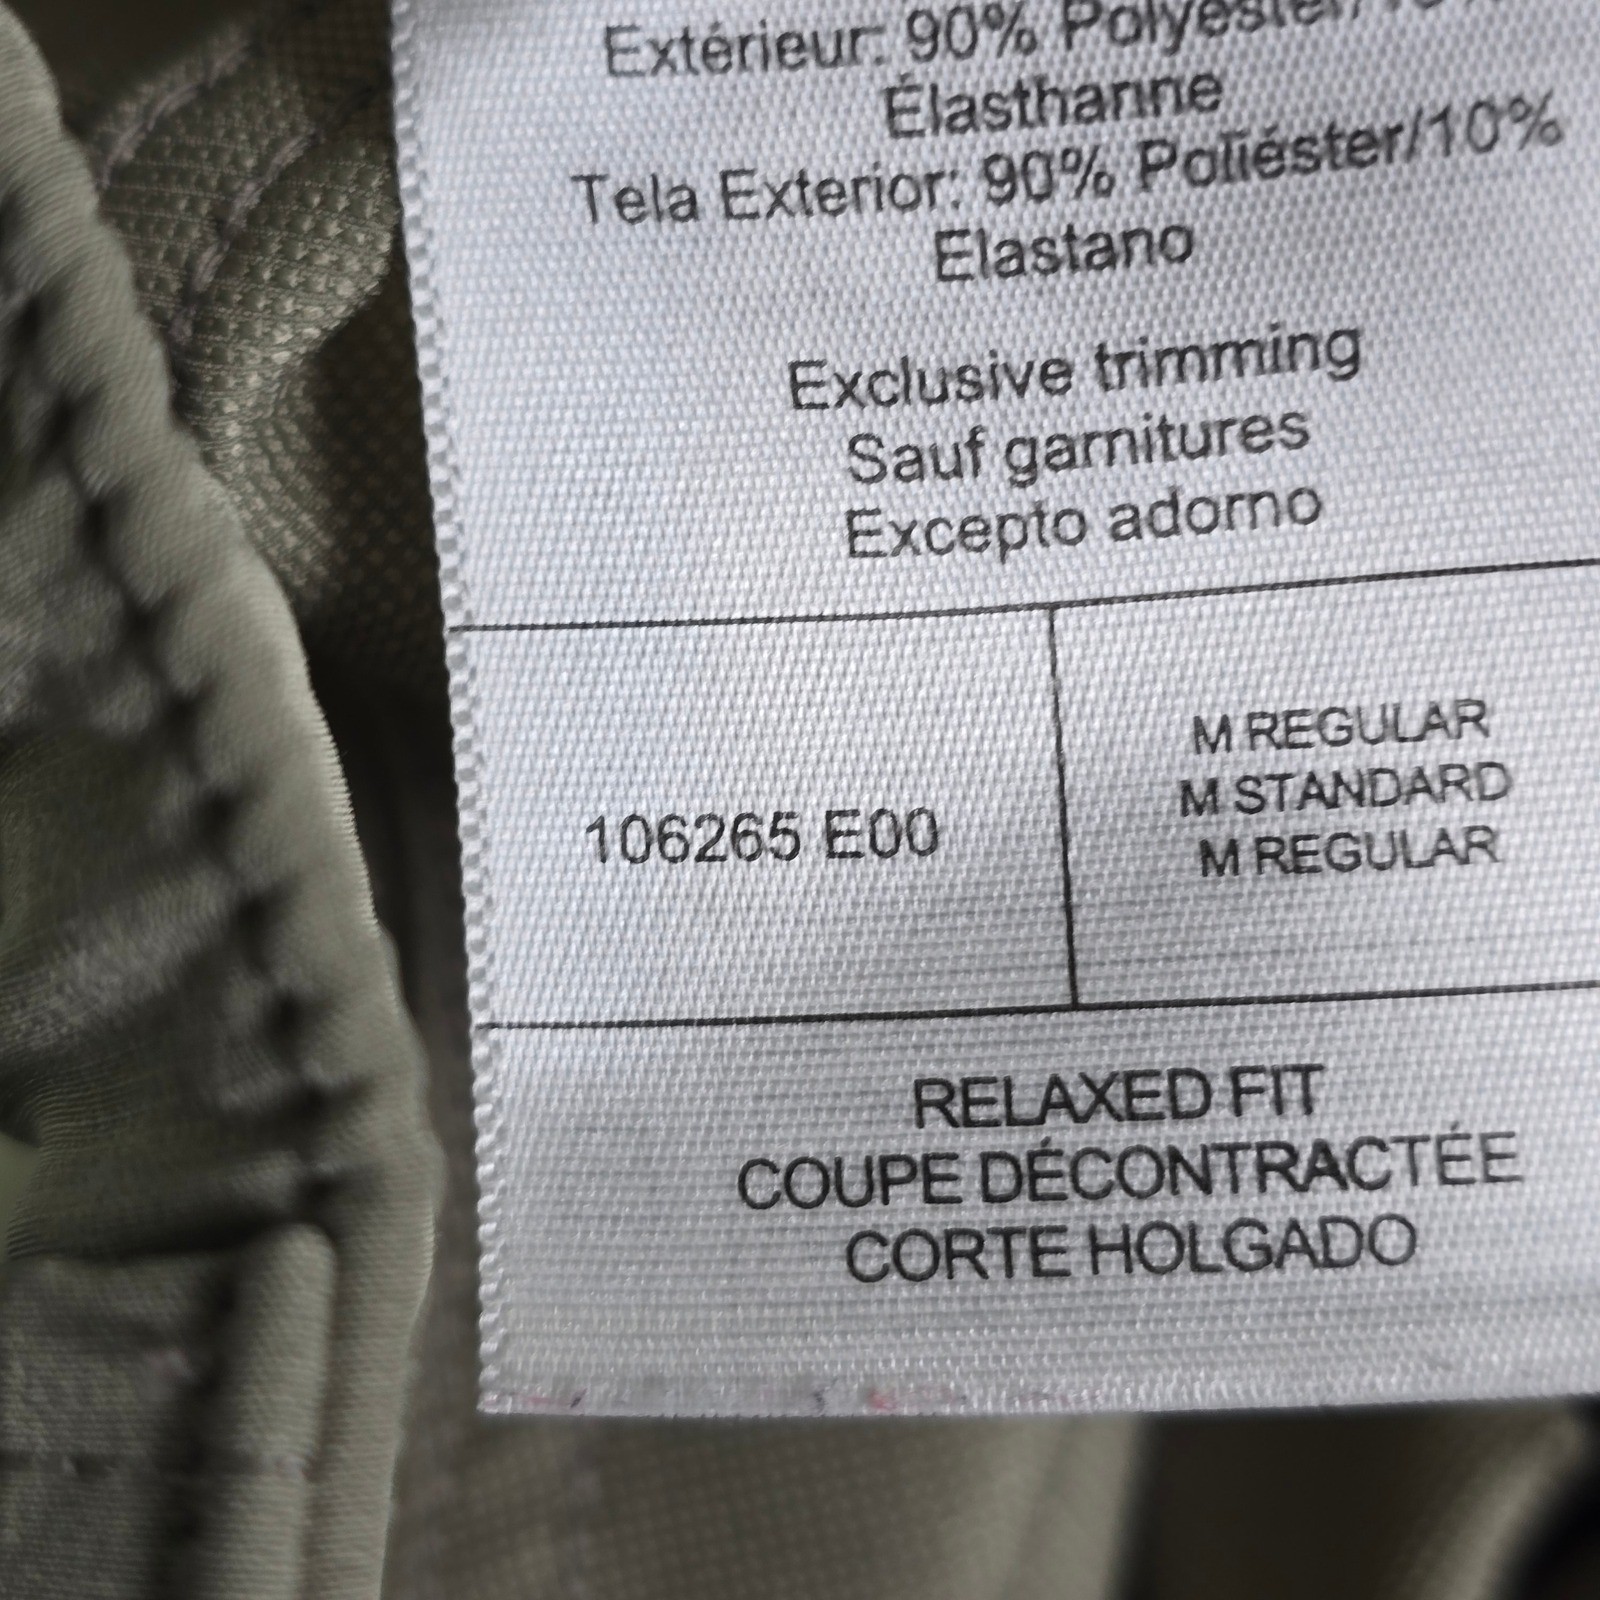 Extérieur: 90% Polyester/10%
Élasthanne
Tela Exterior: 90% Poliéster/10%
Elastano
Exclusive trimming
Sauf garnitures
Excepto adorno
106265 E00
M REGULAR
M STANDARD
M REGULAR
RELAXED FIT
COUPE DÉCONTRACTÉE
CORTE HOLGADO